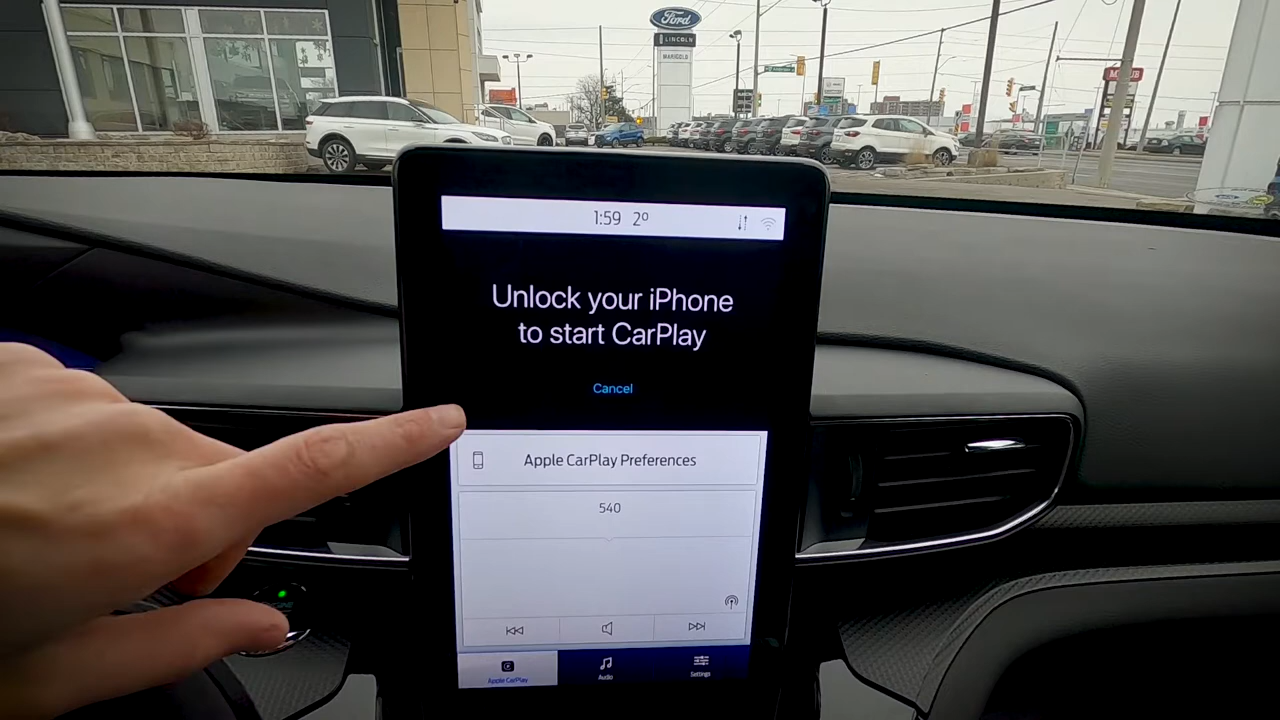 Ford
LINCOLN
MARIGOLD
1:59 2°
Unlock your iPhone
to start CarPlay
Cancel
Apple CarPlay Preferences
540
Apple CarPlay
Audio
Settings